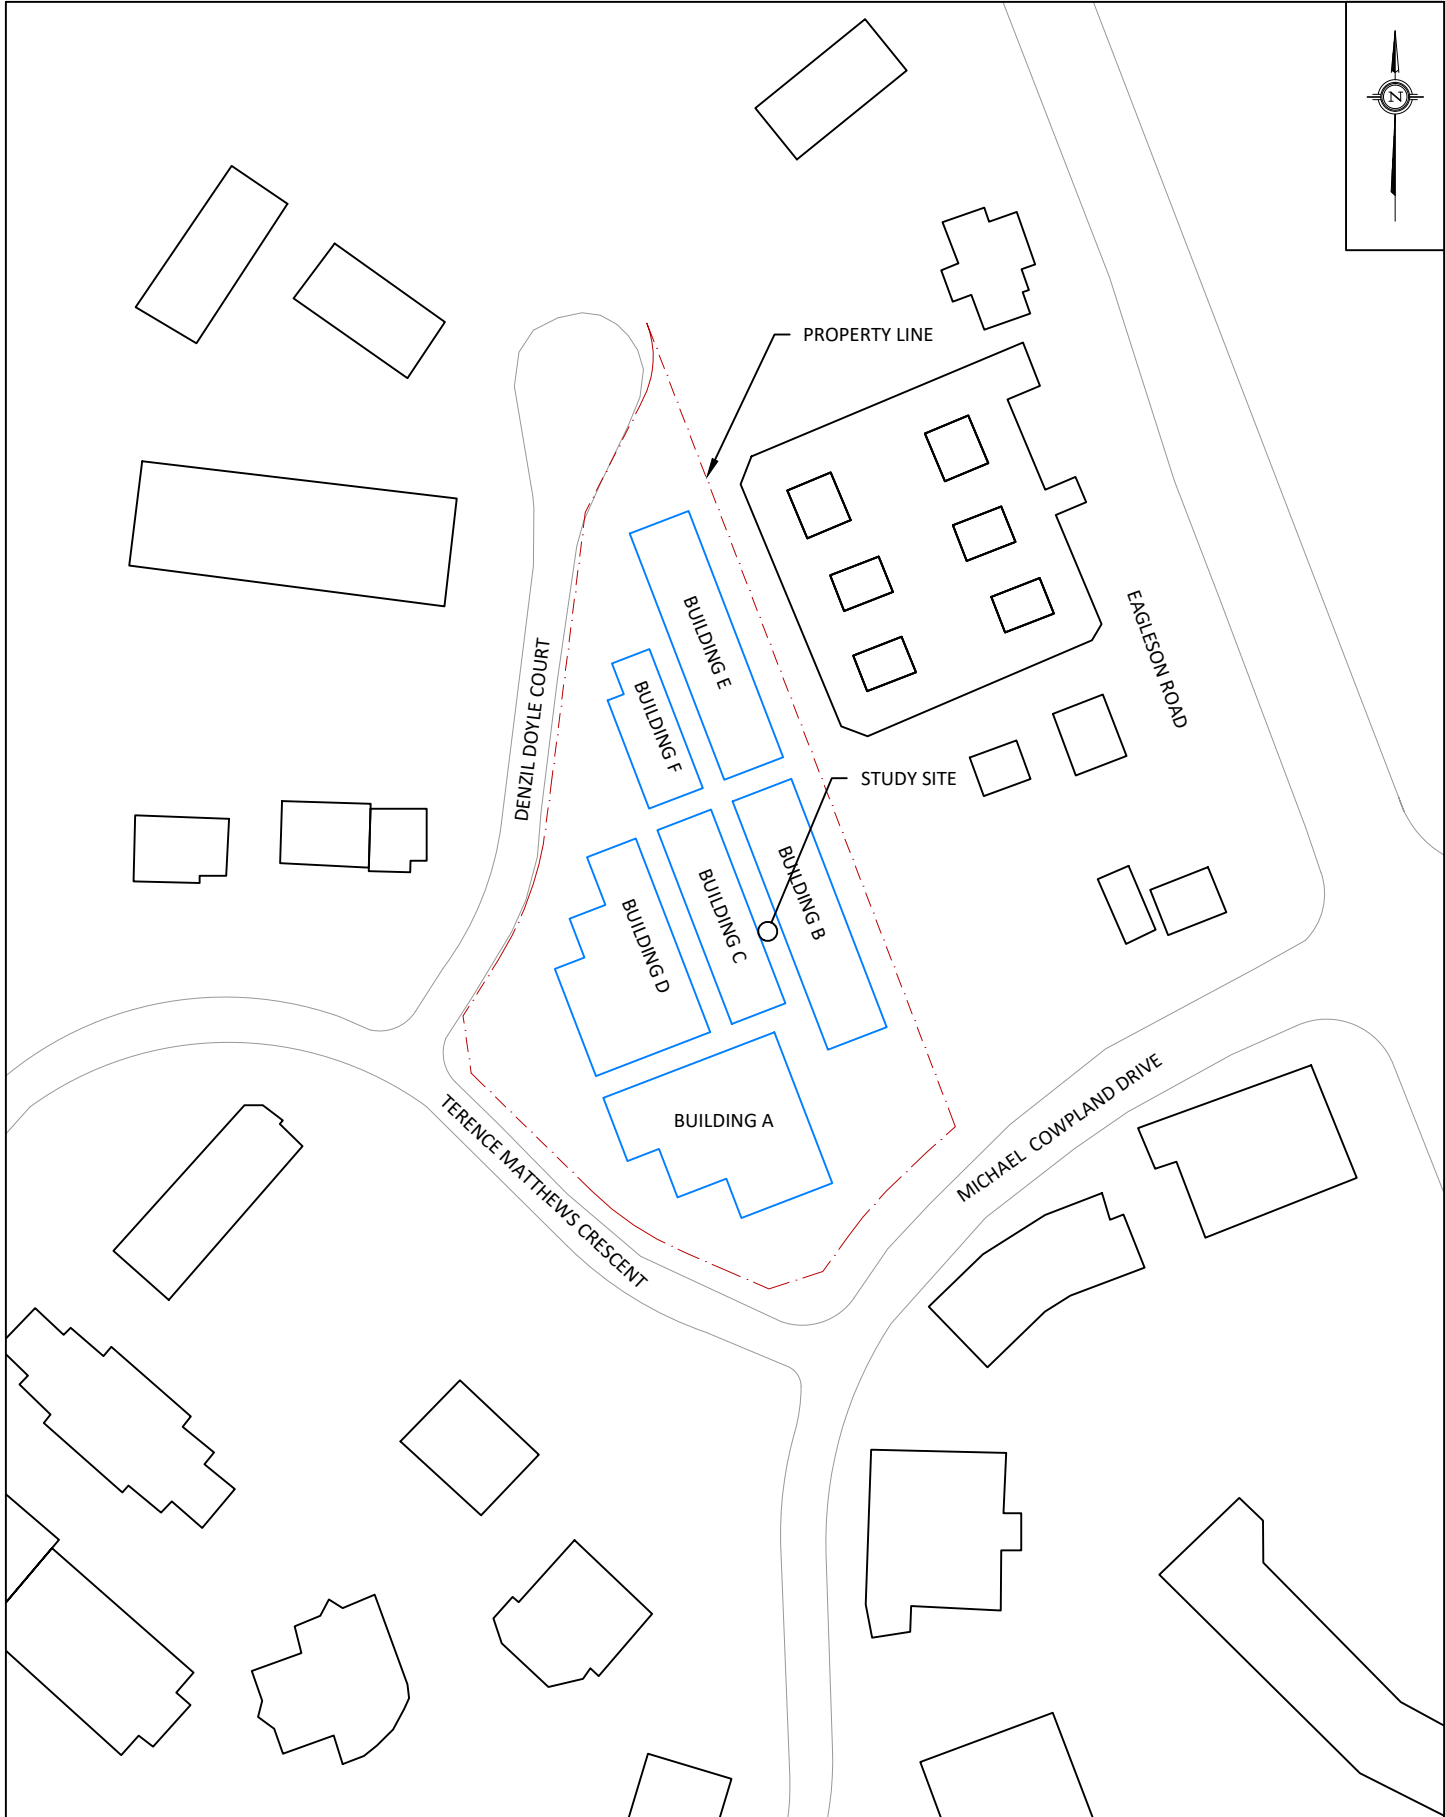 N
PROPERTY LINE
BUILDING E
EAGLESON ROAD
DENZIL DOYLE COURT
BUILDING F
STUDY SITE
BUILDING B
BUILDING C
BUILDING D
BUILDING A
MICHAEL COWPLAND DRIVE
TERENCE MATTHEWS CRESCENT